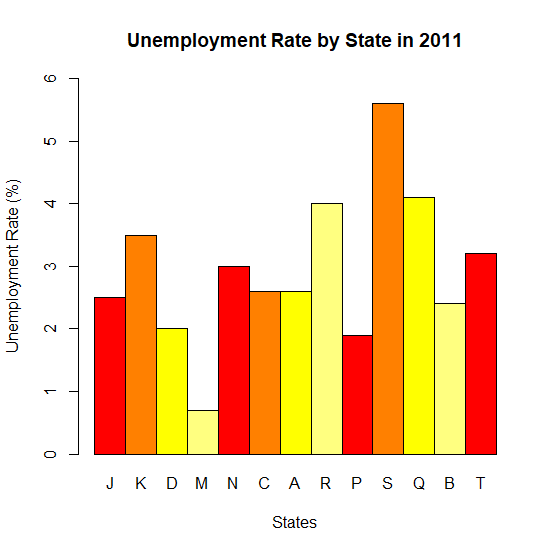 Unemployment Rate by State in 2011
Unemployment Rate (%)
6
5
4
3
2
1
0
J K D M N C A R P S Q B T
States